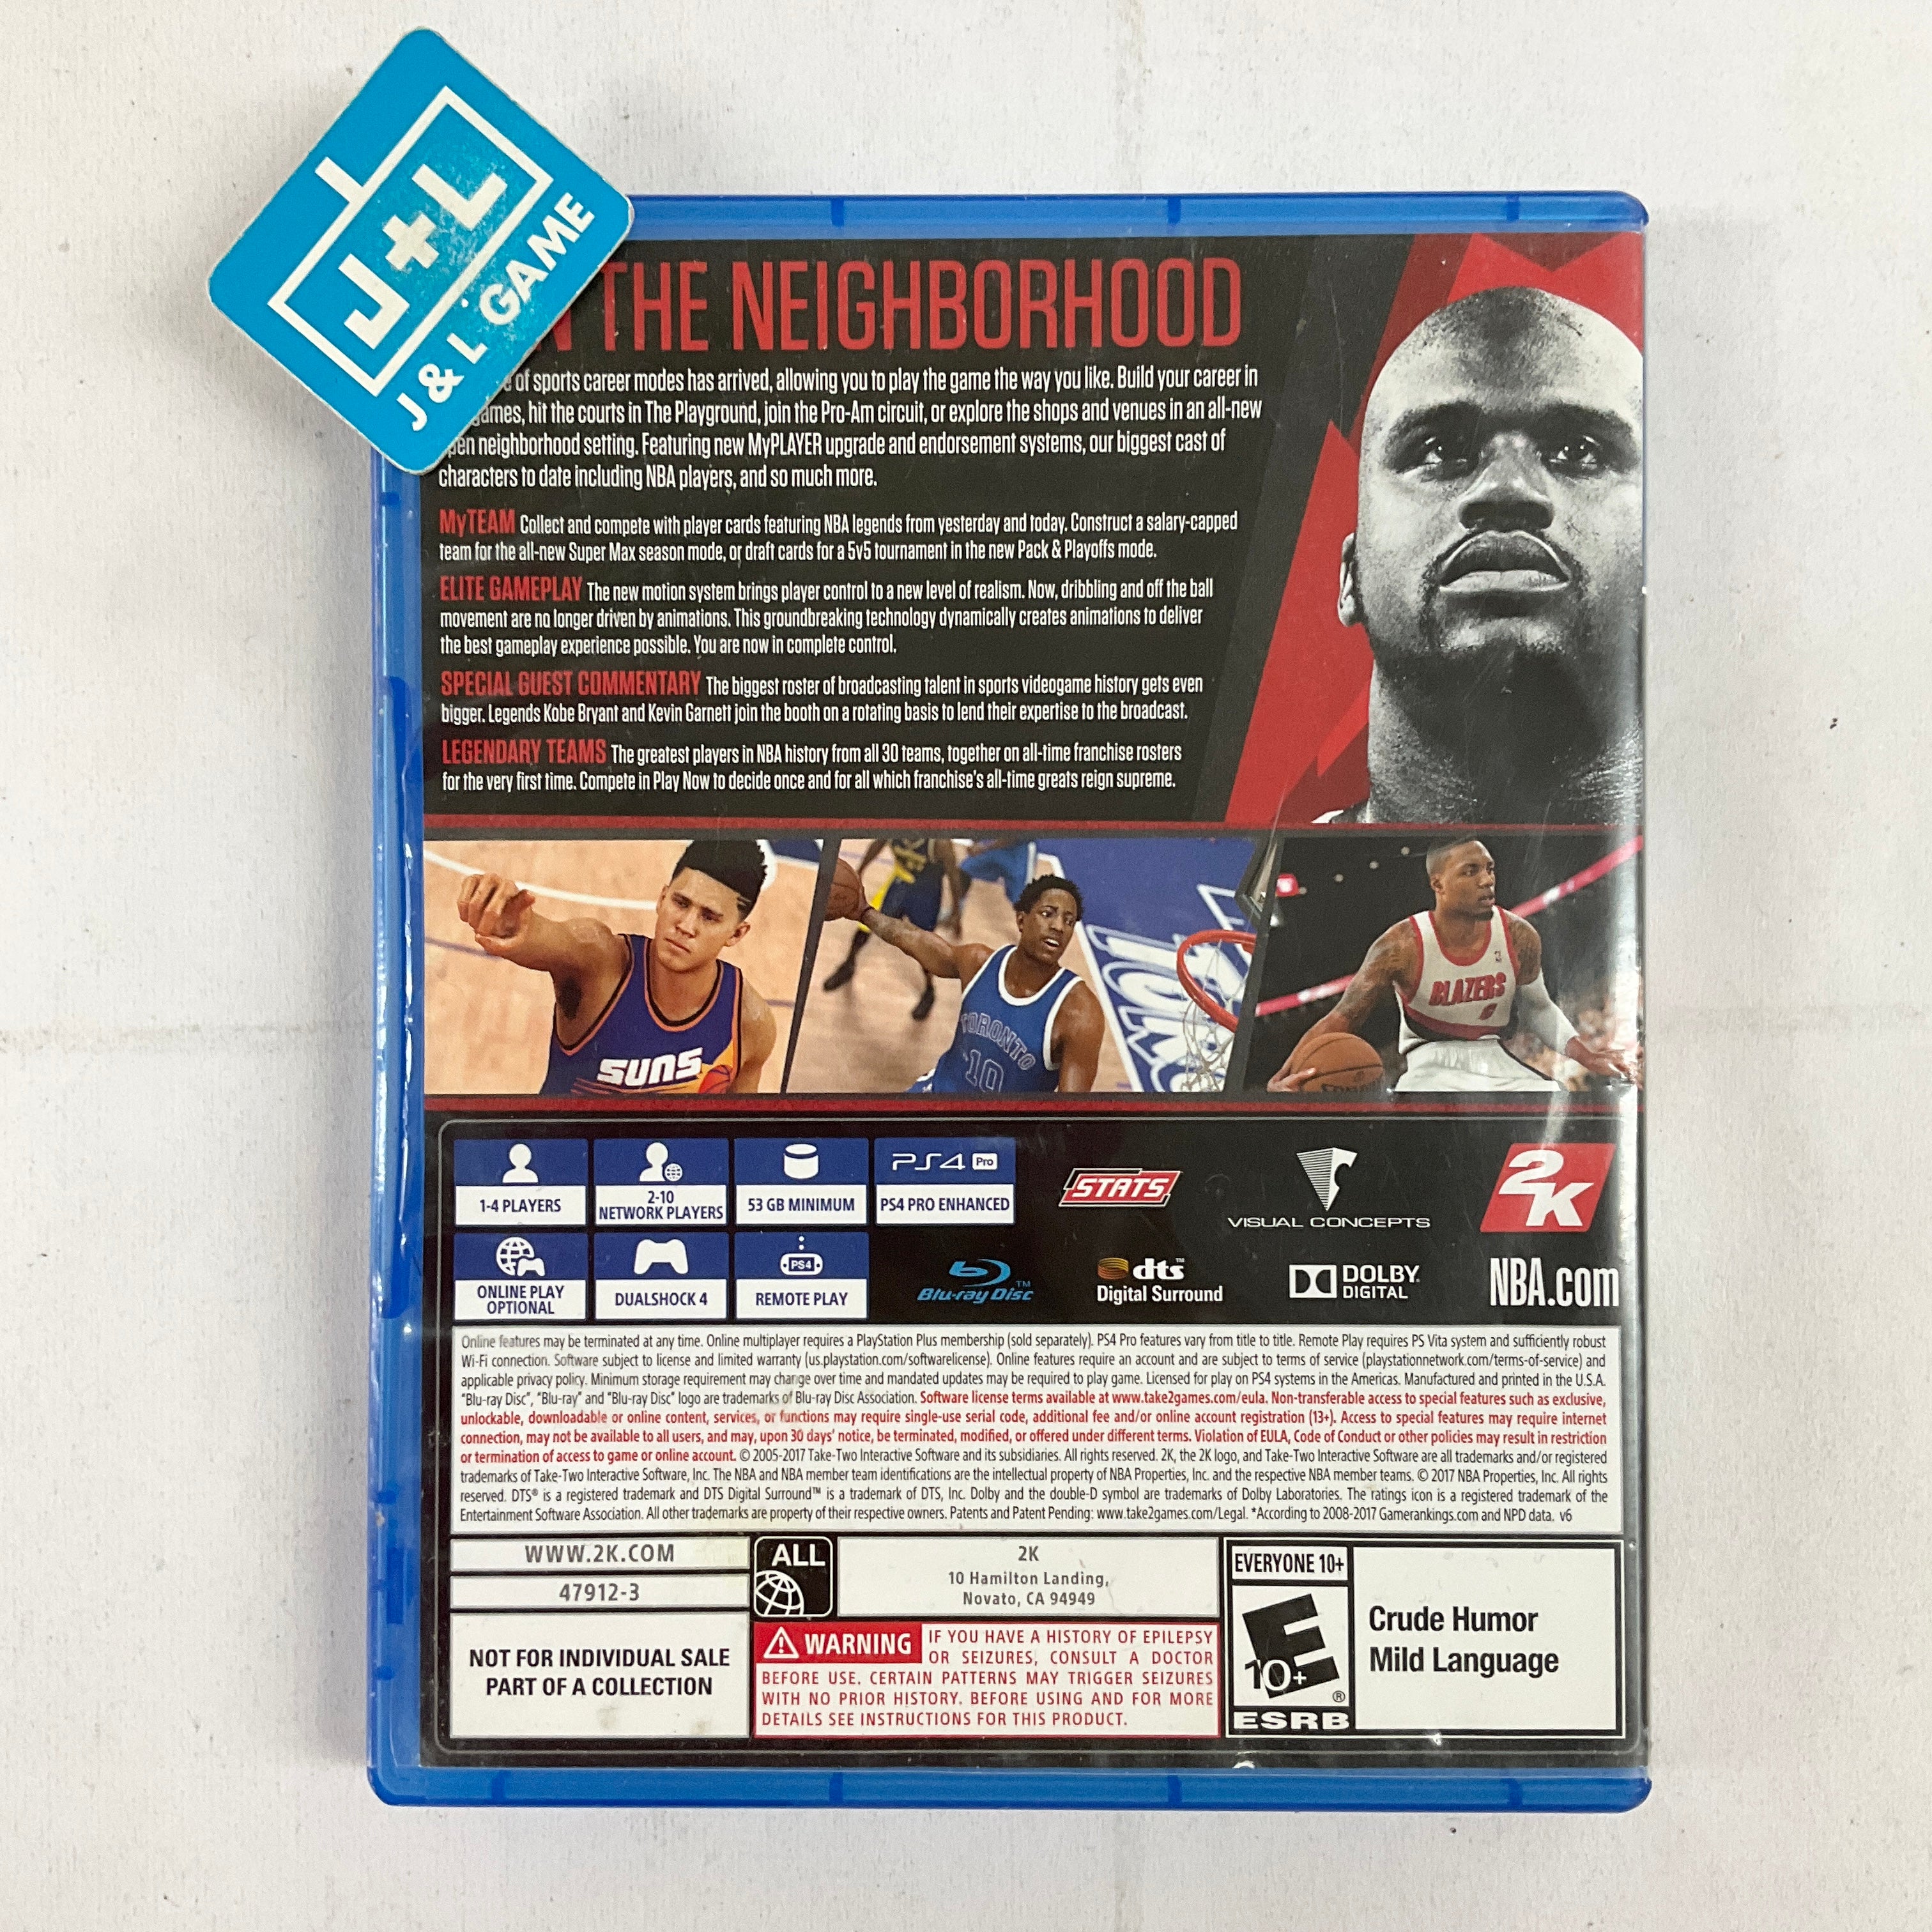 J+L
J & L GAME
THE NEIGHBORHOOD
of sports career modes has arrived, allowing you to play the game the way you like. Build your career in
hit the courts in The Playground, join the Pro-Am circuit, or explore the shops and venues in an all-new
neighborhood setting. Featuring new MyPLAYER upgrade and endorsement systems, our biggest cast of
characters to date including NBA players, and so much more.
MyTEAM Collect and compete with player cards featuring NBA legends from yesterday and today. Construct a salary-capped
team for the all-new Super Max season mode, or draft cards for a 5v5 tournament in the new Pack & Playoffs mode.
ELITE GAMEPLAY The new motion system brings player control to a new level of realism. Now, dribbling and off the ball
movement are no longer driven by animations. This groundbreaking technology dynamically creates animations to deliver
the best gameplay experience possible. You are now in complete control.
SPECIAL GUEST COMMENTARY The biggest roster of broadcasting talent in sports videogame history gets even
bigger. Legends Kobe Bryant and Kevin Garnett join the booth on a rotating basis to lend their expertise to the broadcast.
LEGENDARY TEAMS The greatest players in NBA history from all 30 teams, together on all-time franchise rosters
for the very first time. Compete in Play Now to decide once and for all which franchise's all-time greats reign supreme.
SUNS
TORONTO
10
BLAZERS
1-4 PLAYERS
2-10
NETWORK PLAYERS
53 GB MINIMUM
PS4 Pro
PS4 PRO ENHANCED
STATS
VISUAL CONCEPTS
2K
ONLINE PLAY
OPTIONAL
DUALSHOCK 4
PS4
REMOTE PLAY
Blu-ray Disc™
dts™
Digital Surround
DOLBY
DIGITAL
NBA.com
Online features may be terminated at any time. Online multiplayer requires a PlayStation Plus membership (sold separately). PS4 Pro features vary from title to title. Remote Play requires PS Vita system and sufficiently robust
Wi-Fi connection. Software subject to license and limited warranty (us.playstation.com/softwarelicense). Online features require an account and are subject to terms of service (playstationnetwork.com/terms-of-service) and
applicable privacy policy. Minimum storage requirement may change over time and mandated updates may be required to play game. Licensed for play on PS4 systems in the Americas. Manufactured and printed in the U.S.A.
"Blu-ray Disc", "Blu-ray" and "Blu-ray Disc" logo are trademarks of Blu-ray Disc Association. Software license terms available at www.take2games.com/eula. Non-transferable access to special features such as exclusive,
unlockable, downloadable or online content, services, or functions may require single-use serial code, additional fee and/or online account registration (13+). Access to special features may require internet
connection, may not be available to all users, and may, upon 30 days' notice, be terminated, modified, or offered under different terms. Violation of EULA, Code of Conduct or other policies may result in restriction
or termination of access to game or online account. © 2005-2017 Take-Two Interactive Software and its subsidiaries. All rights reserved. 2K, the 2K logo, and Take-Two Interactive Software are all trademarks and/or registered
trademarks of Take-Two Interactive Software, Inc. The NBA and NBA member team identifications are the intellectual property of NBA Properties, Inc. and the respective NBA member teams. © 2017 NBA Properties, Inc. All rights
reserved. DTS® is a registered trademark and DTS Digital Surround™ is a trademark of DTS, Inc. Dolby and the double-D symbol are trademarks of Dolby Laboratories. The ratings icon is a registered trademark of the
Entertainment Software Association. All other trademarks are property of their respective owners. Patents and Patent Pending: www.take2games.com/Legal. *According to 2008-2017 Gamerankings.com and NPD data. v6
WWW.2K.COM
47912-3
NOT FOR INDIVIDUAL SALE
PART OF A COLLECTION
ALL
2K
10 Hamilton Landing,
Novato, CA 94949
WARNING IF YOU HAVE A HISTORY OF EPILEPSY
OR SEIZURES, CONSULT A DOCTOR
BEFORE USE. CERTAIN PATTERNS MAY TRIGGER SEIZURES
WITH NO PRIOR HISTORY. BEFORE USING AND FOR MORE
DETAILS SEE INSTRUCTIONS FOR THIS PRODUCT.
EVERYONE 10+
E
10+
®
ESRB
Crude Humor
Mild Language